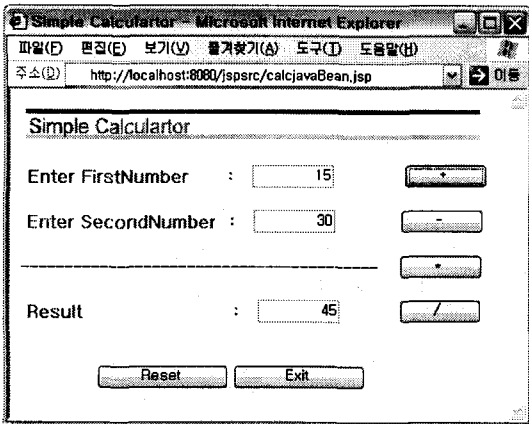 Simple Calculartor - Microsoft Internet Explorer
파일(F) 편집(E) 보기(V) 즐겨찾기(A) 도구(T) 도움말(H)
주소(D) http://localhost:8080/jspsrc/calcjavaBean.jsp 이동
Simple Calculartor
Enter FirstNumber : 15 +
Enter SecondNumber : 30 -
*
Result : 45 /
Reset Exit